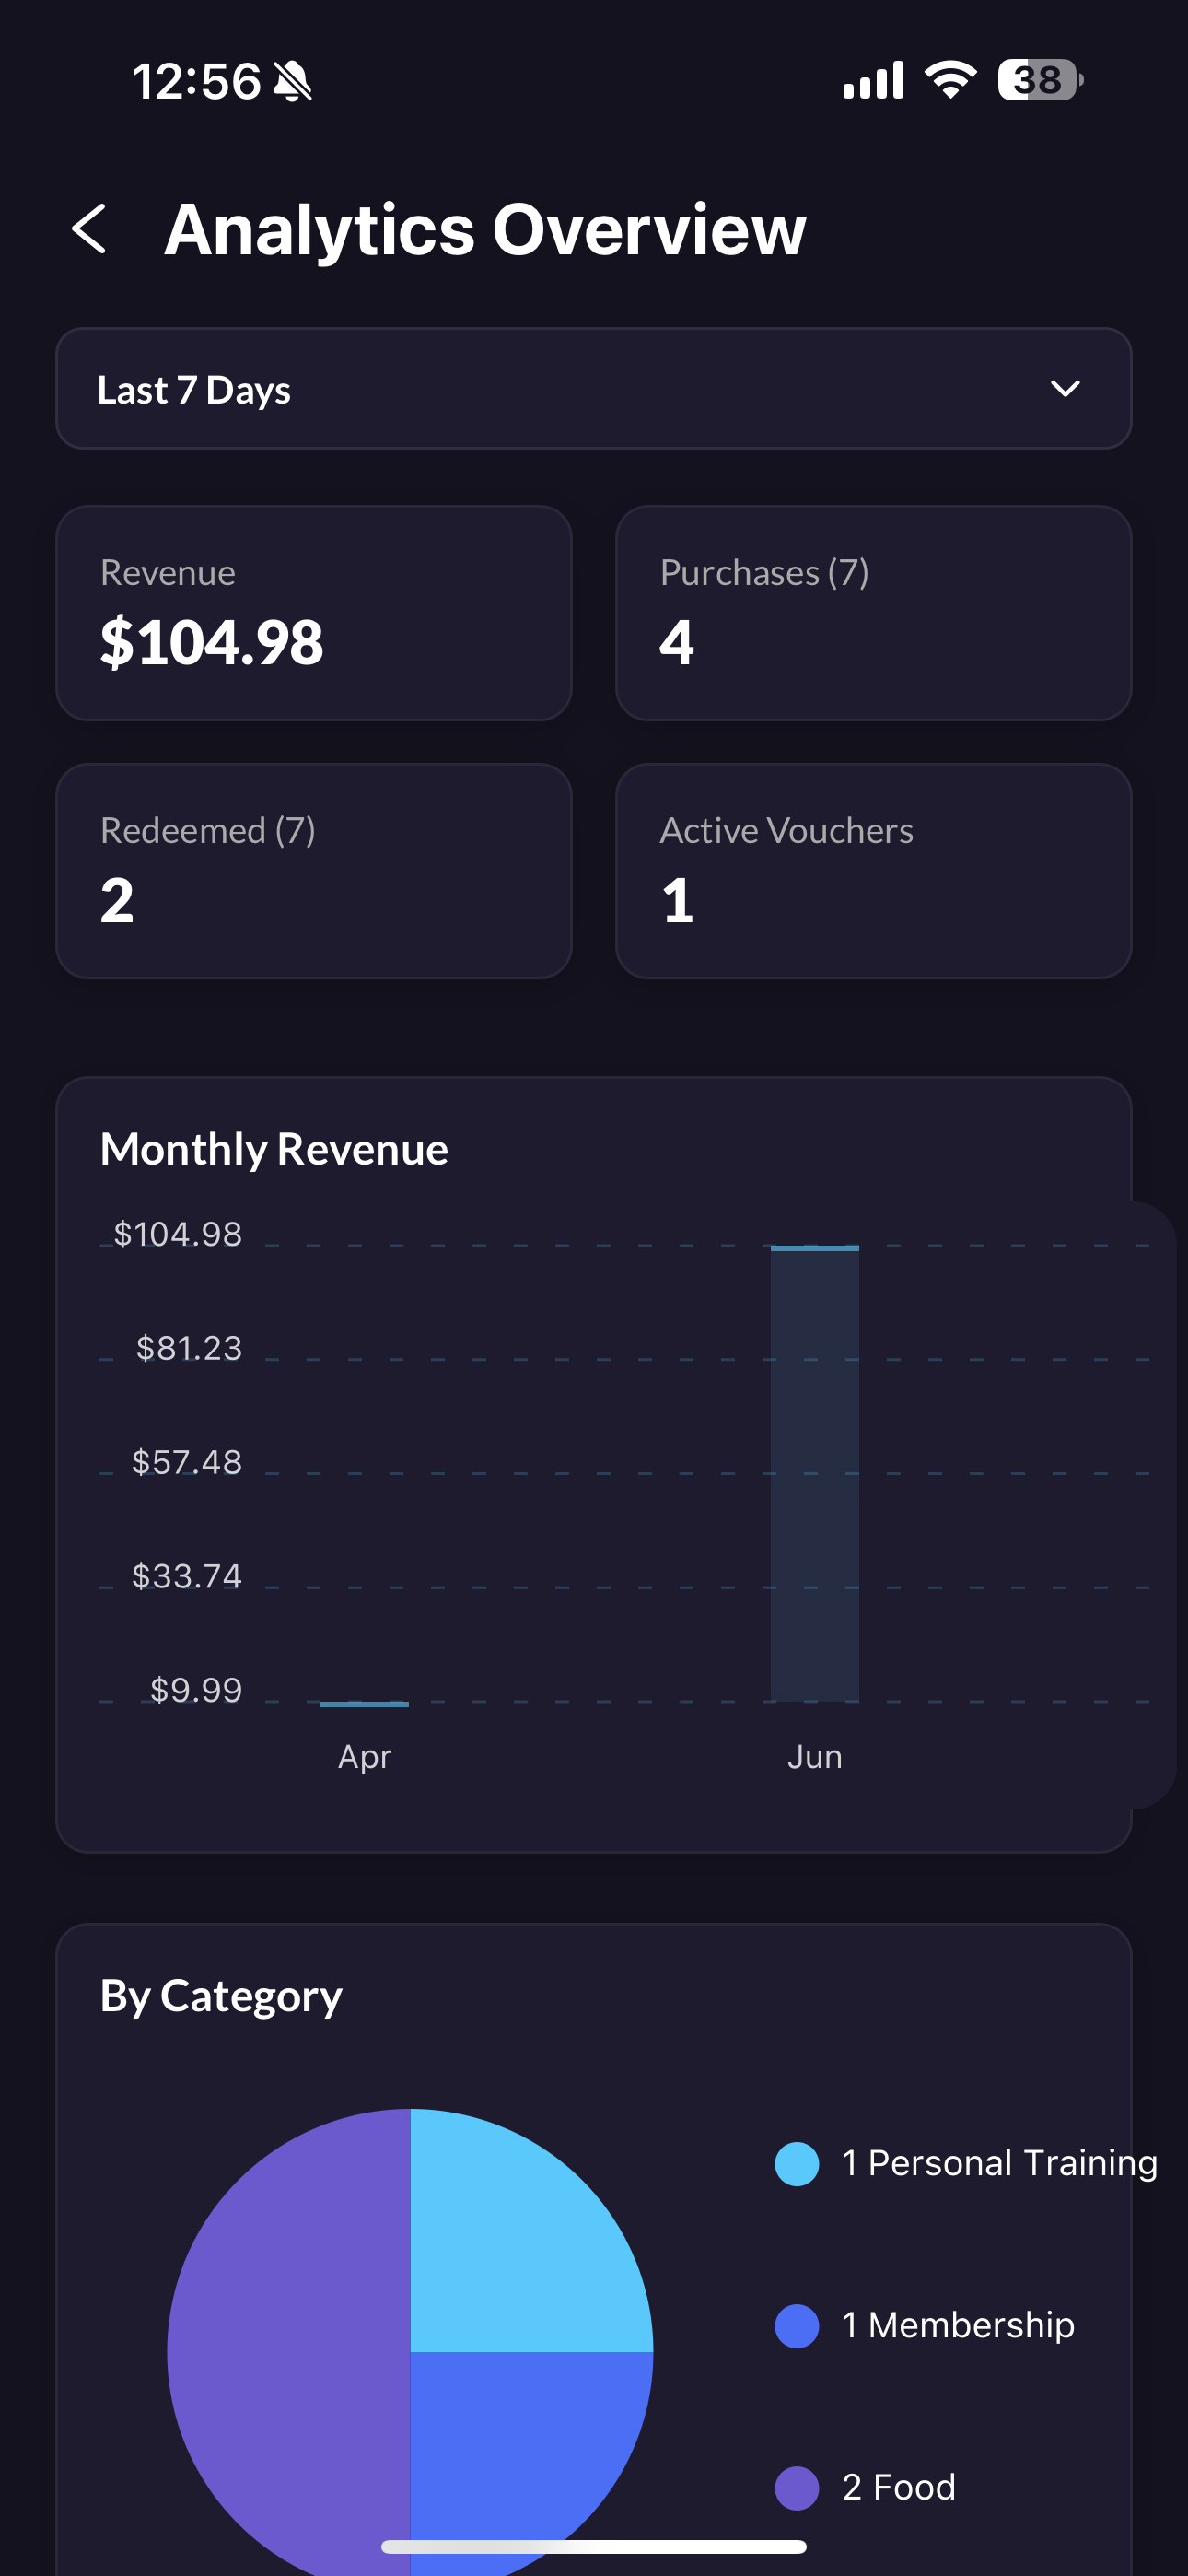 12:56
38
Analytics Overview
Last 7 Days
Revenue
$104.98
Purchases (7)
4
Redeemed (7)
2
Active Vouchers
1
Monthly Revenue
$104.98
$81.23
$57.48
$33.74
$9.99
Apr
Jun
By Category
1 Personal Training
1 Membership
2 Food